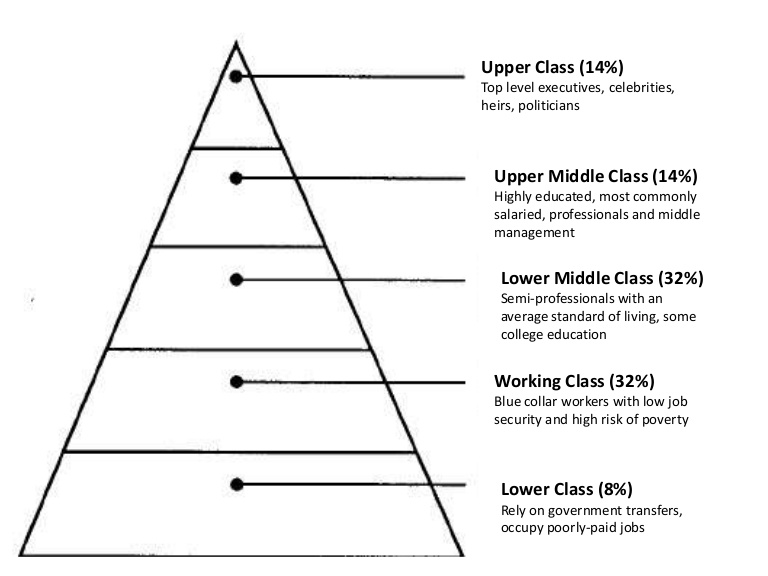 Upper Class (14%)
Top level executives, celebrities,
heirs, politicians
Upper Middle Class (14%)
Highly educated, most commonly
salaried, professionals and middle
management
Lower Middle Class (32%)
Semi-professionals with an
average standard of living, some
college education
Working Class (32%)
Blue collar workers with low job
security and high risk of poverty
Lower Class (8%)
Rely on government transfers,
occupy poorly-paid jobs